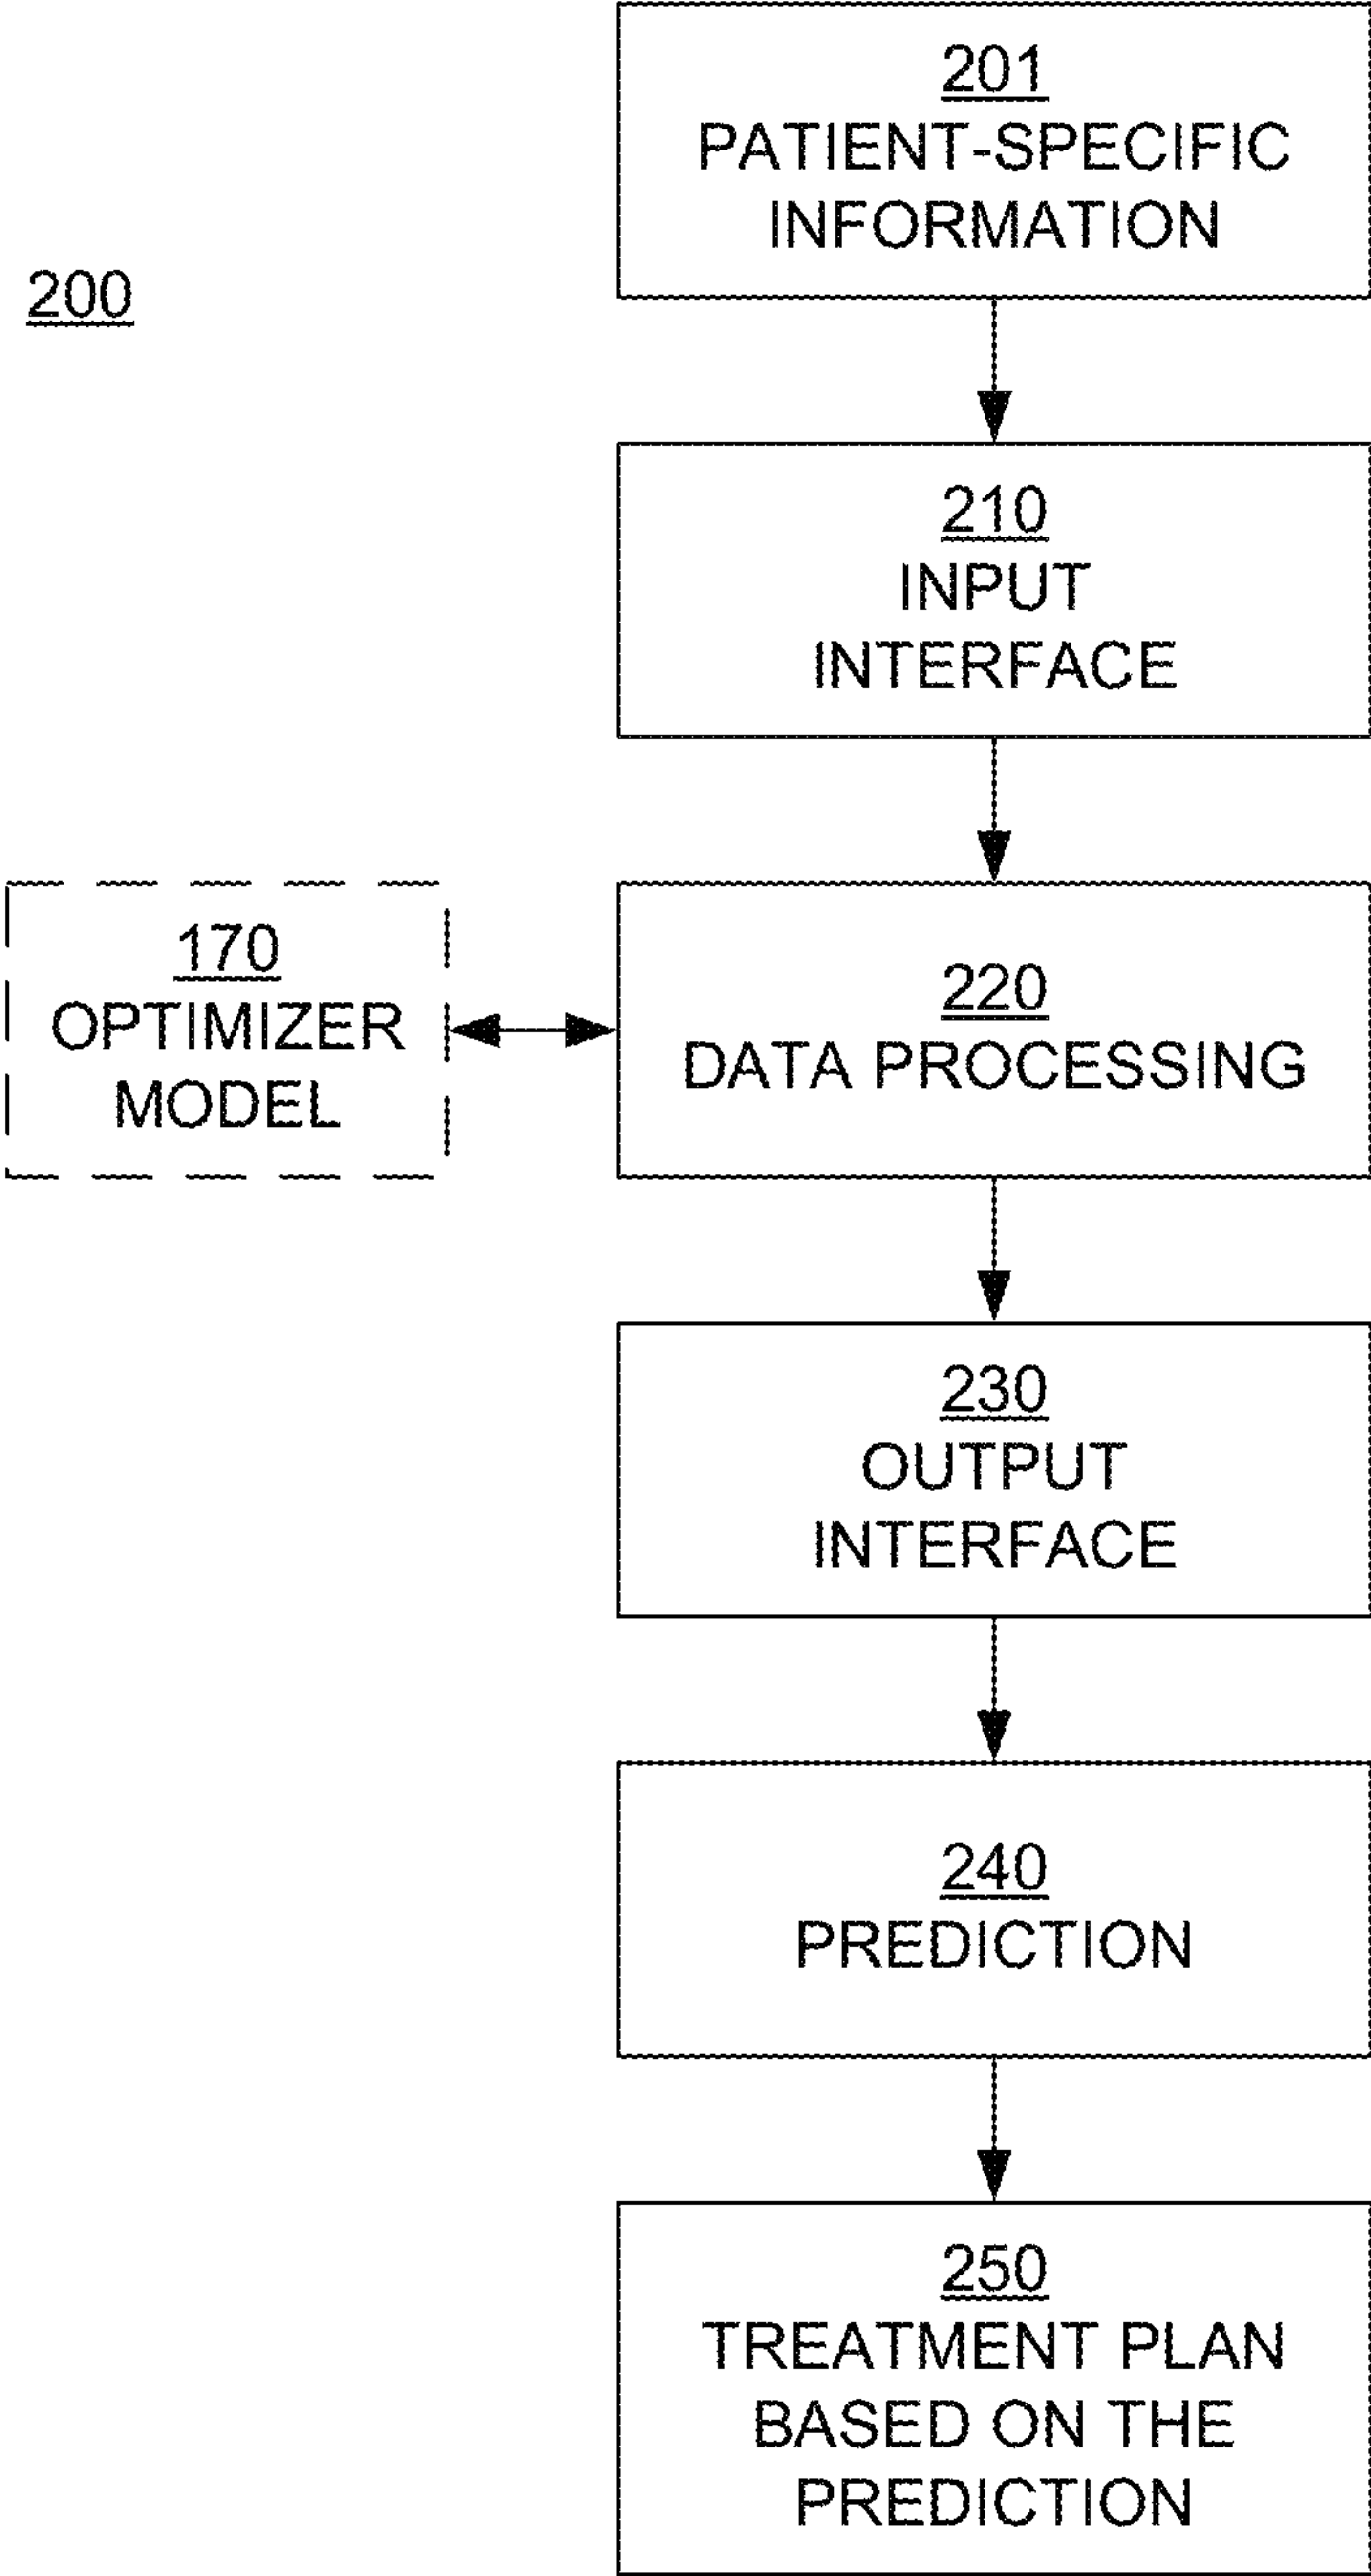 201
PATIENT-SPECIFIC
INFORMATION
200
210
INPUT
INTERFACE
170
OPTIMIZER
MODEL
220
DATA PROCESSING
230
OUTPUT
INTERFACE
240
PREDICTION
250
TREATMENT PLAN
BASED ON THE
PREDICTION